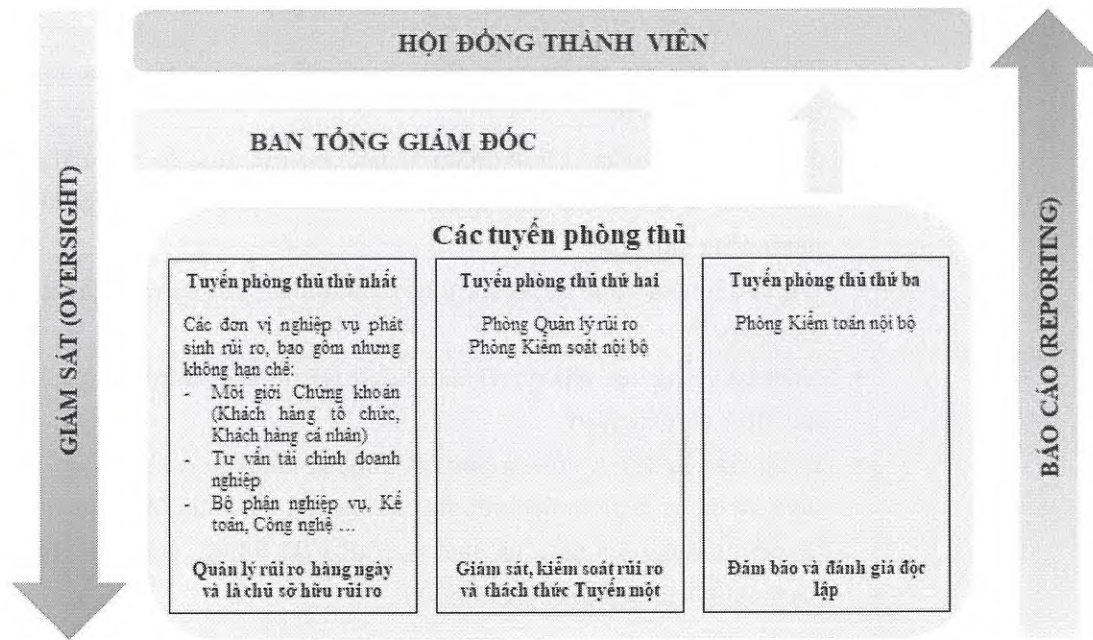 HỘI ĐỒNG THÀNH VIÊN
BAN TỔNG GIÁM ĐỐC
GIÁM SÁT (OVERSIGHT)
BÁO CÁO (REPORTING)
Các tuyến phòng thủ
Tuyến phòng thủ thứ nhất
Các đơn vị nghiệp vụ phát
sinh rủi ro, bao gồm nhưng
không hạn chế:
- Môi giới Chứng khoán
(Khách hàng tổ chức,
Khách hàng cá nhân)
- Tư vấn tài chính doanh
nghiệp
- Bộ phận nghiệp vụ, Kế
toán, Công nghệ ...
Quản lý rủi ro hàng ngày
và là chủ sở hữu rủi ro
Tuyến phòng thủ thứ hai
Phòng Quản lý rủi ro
Phòng Kiểm soát nội bộ
Giám sát, kiểm soát rủi ro
và thách thức Tuyến một
Tuyến phòng thủ thứ ba
Phòng Kiểm toán nội bộ
Đảm bảo và đánh giá độc
lập